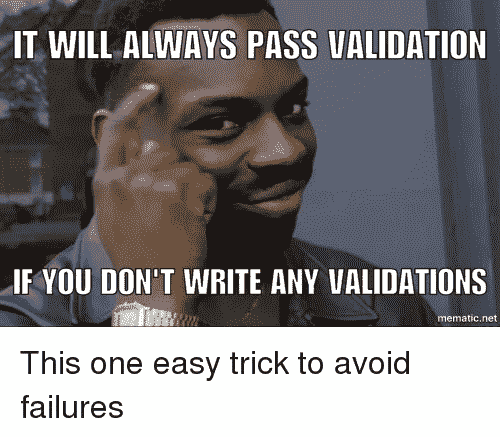 IT WILL ALWAYS PASS VALIDATION
IF YOU DON'T WRITE ANY VALIDATIONS
mematic.net
This one easy trick to avoid
failures